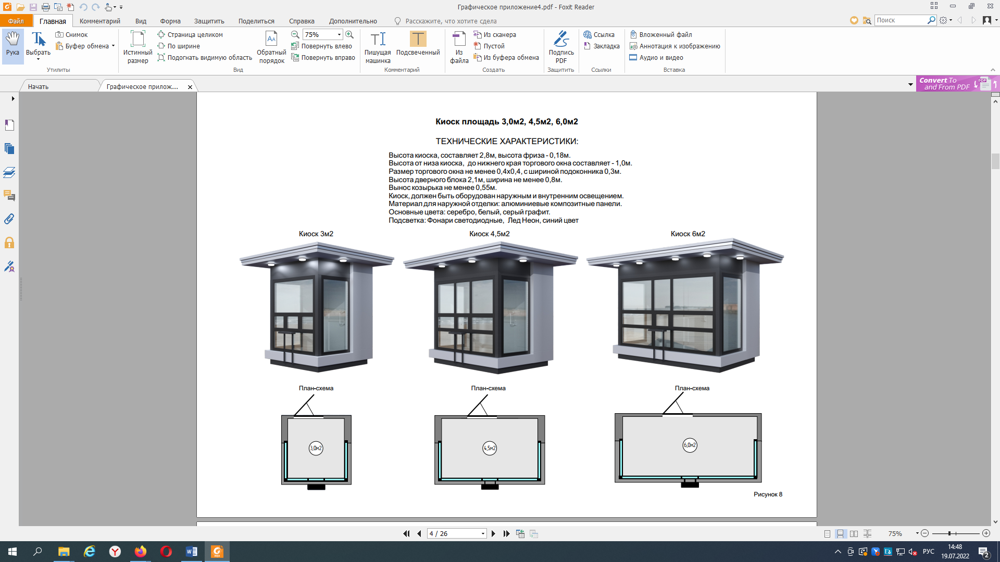 Графическое приложение4.pdf - Foxit Reader
Файл
Главная
Комментарий
Вид
Форма
Защитить
Поделиться
Справка
Дополнительно
Расскажите, что хотите сдела
Поиск
Рука
Выбрать
Снимок
Буфер обмена
Утилиты
Истинный размер
Страница целиком
По ширине
Подогнать видимую область
Обратный порядок
75%
Повернуть влево
Повернуть вправо
Вид
Пишущая машинка
Подсвеченный
Комментарий
Из файла
Из сканера
Пустой
Из буфера обмена
Создать
Подпись PDF
Защитить
Ссылка
Закладка
Ссылки
Вложенный файл
Аннотация к изображению
Аудио и видео
Вставка
Начать
Графическое прилож...
Convert To
and From PDF
PDF
Киоск площадь 3,0м2, 4,5м2, 6,0м2
ТЕХНИЧЕСКИЕ ХАРАКТЕРИСТИКИ:
Высота киоска, составляет 2,8м, высота фриза - 0,18м.
Высота от низа киоска, до нижнего края торгового окна составляет - 1,0м.
Размер торгового окна не менее 0,4х0,4, с шириной подоконника 0,3м.
Высота дверного блока 2,1м, ширина не менее 0,8м.
Вынос козырька не менее 0,55м.
Киоск, должен быть оборудован наружным и внутренним освещением.
Материал для наружной отделки: алюминиевые композитные панели.
Основные цвета: серебро, белый, серый графит.
Подсветка: Фонари светодиодные, Лед Неон, синий цвет
Киоск 3м2
Киоск 4,5м2
Киоск 6м2
План-схема
План-схема
План-схема
3,0м2
4,5м2
6,0м2
Рисунок 8
4 / 26
75%
РУС
14:48
19.07.2022
2